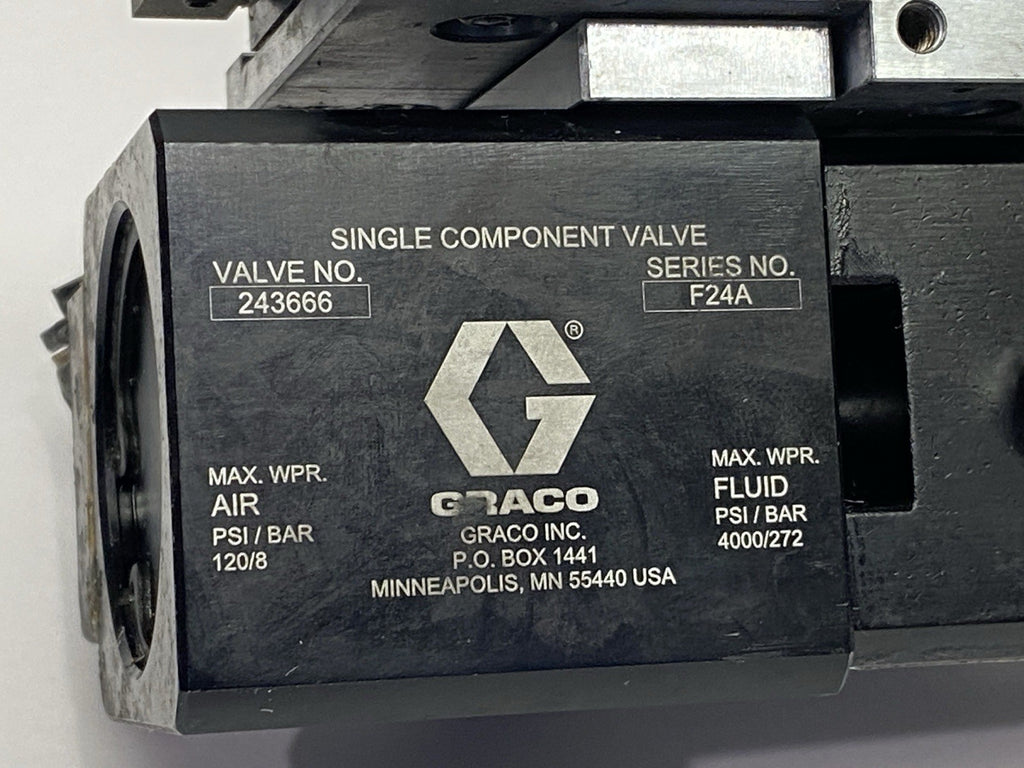 SINGLE COMPONENT VALVE
VALVE NO.
243666
SERIES NO.
F24A
®
GRACO
MAX. WPR.
AIR
PSI / BAR
120/8
GRACO INC.
P.O. BOX 1441
MINNEAPOLIS, MN 55440 USA
MAX. WPR.
FLUID
PSI / BAR
4000/272